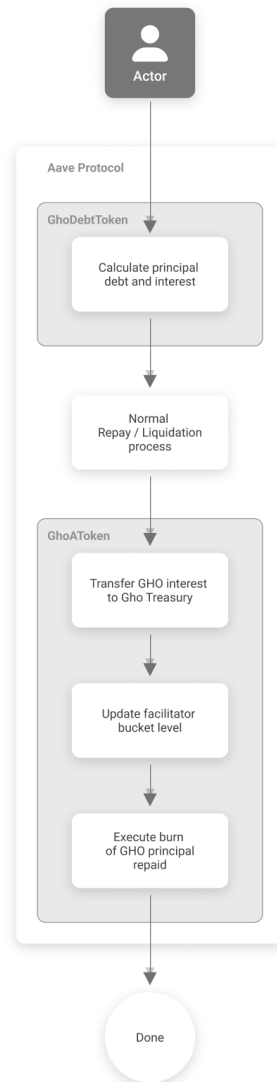 Actor
Aave Protocol
GhoDebtToken
Calculate principal
debt and interest
Normal
Repay / Liquidation
process
GhoAToken
Transfer GHO interest
to Gho Treasury
Update facilitator
bucket level
Execute burn
of GHO principal
repaid
Done